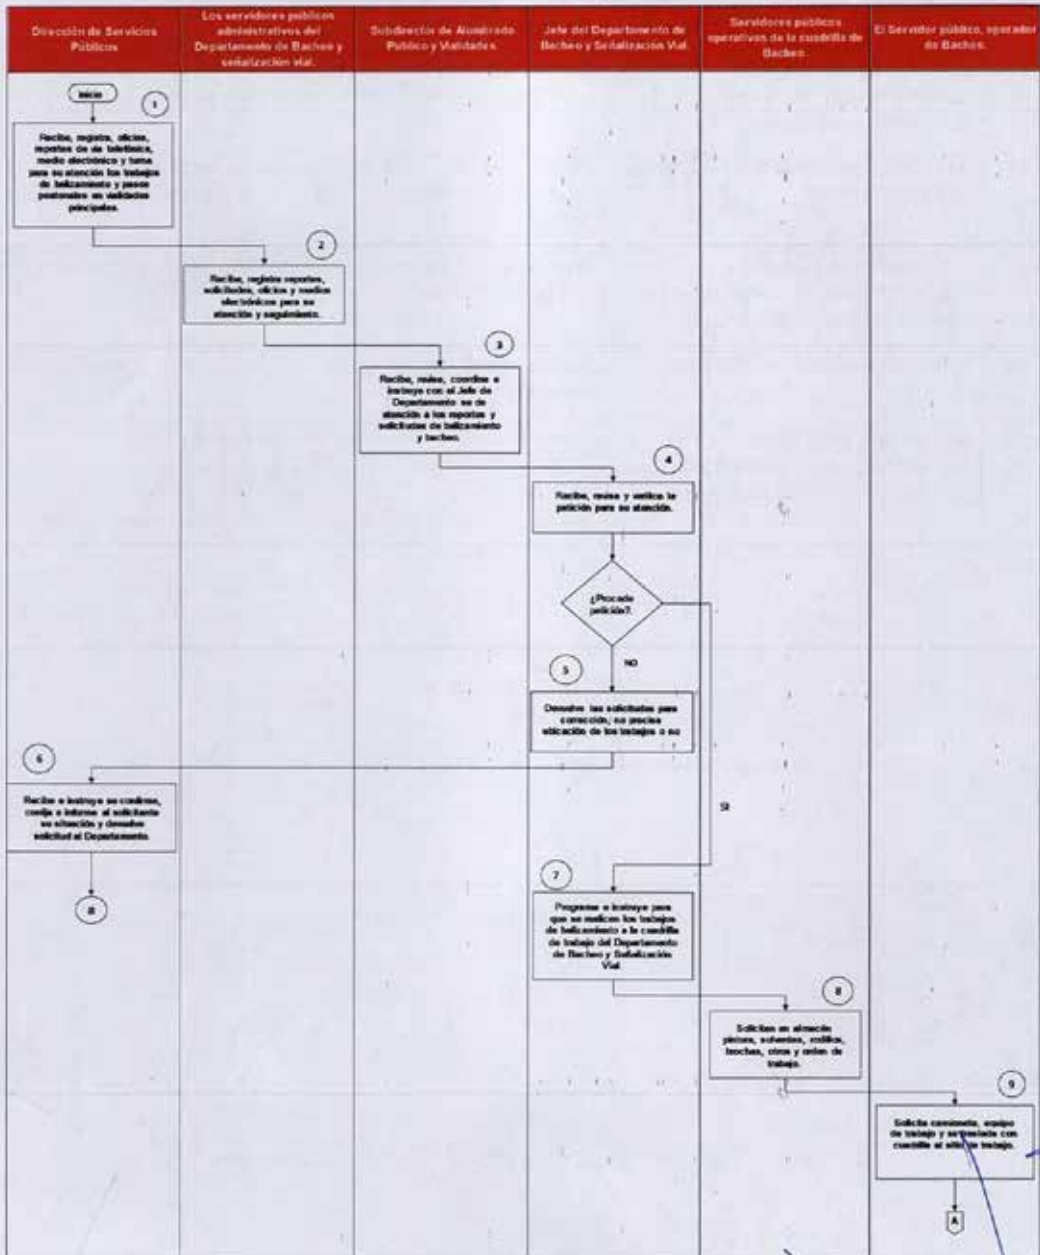 Dirección de Servicios
Públicos
Los servidores públicos
administrativos del
Departamento de Bacheo y
señalización vial.
Subdirector de Alumbrado
Público y Vialidades.
Jefe del Departamento de
Bacheo y Señalización Vial.
Servidores públicos
operativos de la cuadrilla de
Bacheo.
El Servidor público, operador
de Bacheo.
Inicio
1
Recibe, registra, oficios,
reportes de vía telefónica,
medio electrónico y turna
para su atención los trabajos
de balizamiento y pasos
peatonales en vialidades
principales.
2
Recibe, registra reportes,
solicitudes, oficios y medios
electrónicos para su
atención y seguimiento.
3
Recibe, revisa, coordina e
instruye con el Jefe de
Departamento se de
atención a los reportes y
solicitudes de balizamiento
y bacheo.
4
Recibe, revisa y verifica la
petición para su atención.
¿Procede
petición?.
NO
5
Devuelve las solicitudes para
corrección; no precisa
ubicación de los trabajos o no
6
Recibe e instruye se confirme,
corrija e informe al solicitante
su situación y devuelve
solicitud al Departamento.
SI
7
Programa e instruye para
que se realicen los trabajos
de balizamiento a la cuadrilla
de trabajo del Departamento
de Bacheo y Señalización
Vial.
8
Solicitan en almacén
pintura, solventes, rodillos,
brochas, otros y orden de
trabajo.
9
Solicita camioneta, equipo
de trabajo y se traslada con
cuadrilla al sitio de trabajo.
A